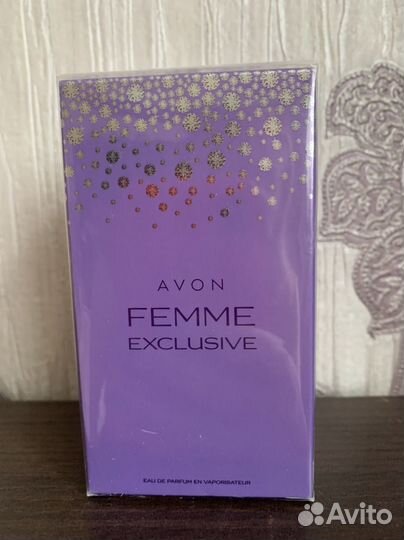 AVON
FEMME
EXCLUSIVE
EAU DE PARFUM EN VAPORISATEUR
Avito